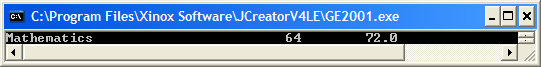 C:\Program Files\Xinox Software\JCreatorV4LE\GE2001.exe
Mathematics 64 72.0